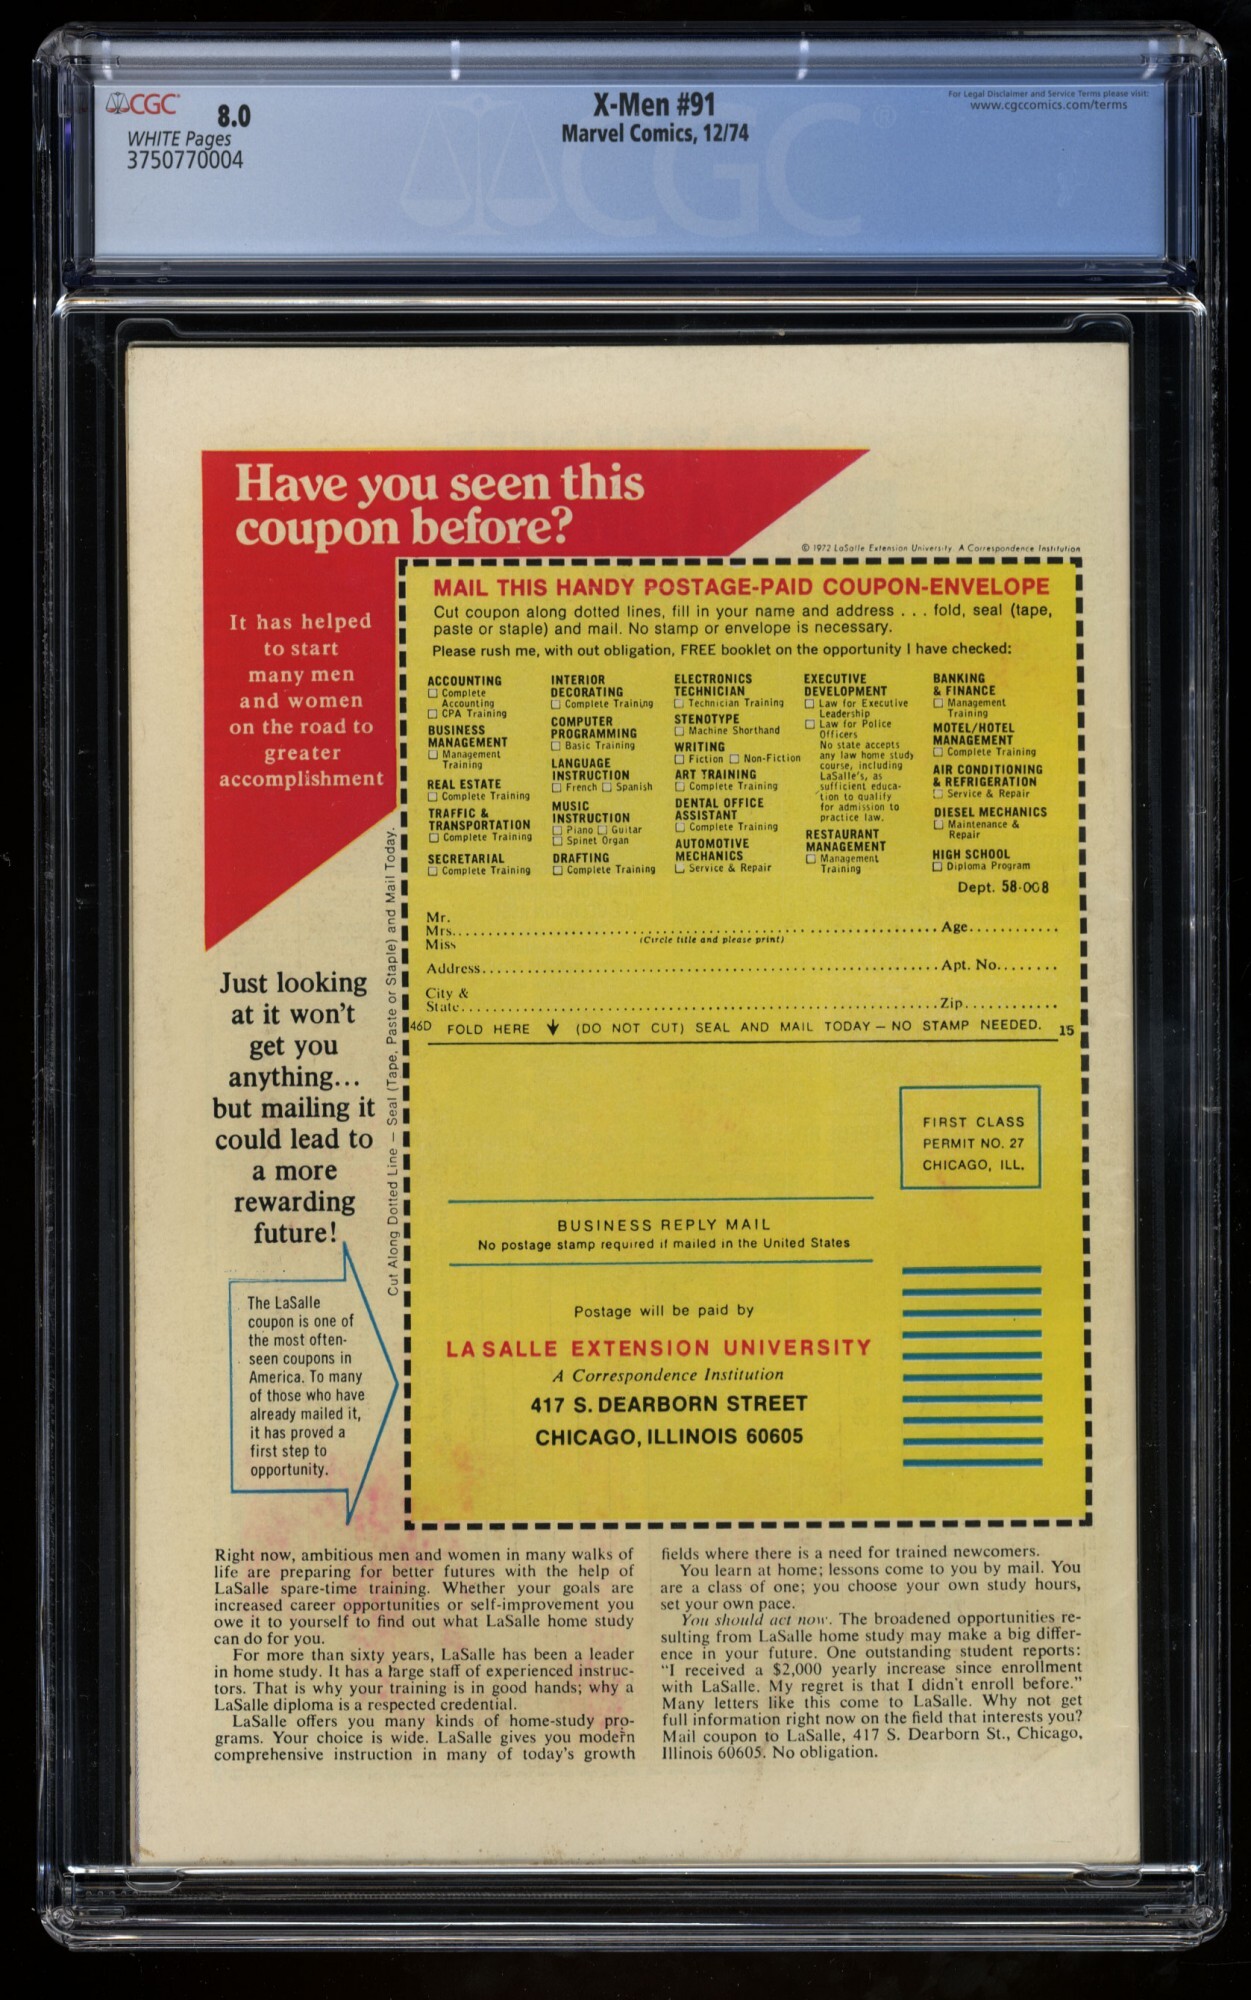 CGC
8.0
WHITE Pages
3750770004
X-Men #91
Marvel Comics, 12/74
For Legal Disclaimer and Service Terms please visit:
www.cgccomics.com/terms
CGC
Have you seen this
coupon before?
It has helped
to start
many men
and women
on the road to
greater
accomplishment
Just looking
at it won't
get you
anything...
but mailing it
could lead to
a more
rewarding
future!
The LaSalle
coupon is one of
the most often-
seen coupons in
America. To many
of those who have
already mailed it,
it has proved a
first step to
opportunity.
Cut Along Dotted Line – Seal (Tape, Paste or Staple) and Mail Today.
© 1972 LaSalle Extension University. A Correspondence Institution
MAIL THIS HANDY POSTAGE-PAID COUPON-ENVELOPE
Cut coupon along dotted lines, fill in your name and address . . . fold, seal (tape,
paste or staple) and mail. No stamp or envelope is necessary.
Please rush me, with out obligation, FREE booklet on the opportunity I have checked:
ACCOUNTING
☐ Complete
Accounting
☐ CPA Training
BUSINESS
MANAGEMENT
☐ Management
Training
REAL ESTATE
☐ Complete Training
TRAFFIC &
TRANSPORTATION
☐ Complete Training
SECRETARIAL
☐ Complete Training
INTERIOR
DECORATING
☐ Complete Training
COMPUTER
PROGRAMMING
☐ Basic Training
LANGUAGE
INSTRUCTION
☐ French ☐ Spanish
MUSIC
INSTRUCTION
☐ Piano ☐ Guitar
☐ Spinet Organ
DRAFTING
☐ Complete Training
ELECTRONICS
TECHNICIAN
☐ Technician Training
STENOTYPE
☐ Machine Shorthand
WRITING
☐ Fiction ☐ Non-Fiction
ART TRAINING
☐ Complete Training
DENTAL OFFICE
ASSISTANT
☐ Complete Training
AUTOMOTIVE
MECHANICS
☐ Service & Repair
EXECUTIVE
DEVELOPMENT
☐ Law for Executive
Leadership
☐ Law for Police
Officers
No state accepts
any law home study
course, including
LaSalle's, as
sufficient educa-
tion to qualify
for admission to
practice law.
RESTAURANT
MANAGEMENT
☐ Management
Training
BANKING
& FINANCE
☐ Management
Training
MOTEL/HOTEL
MANAGEMENT
☐ Complete Training
AIR CONDITIONING
& REFRIGERATION
☐ Service & Repair
DIESEL MECHANICS
☐ Maintenance &
Repair
HIGH SCHOOL
☐ Diploma Program
Dept. 58-008
Mr.
Mrs. Age
Miss (Circle title and please print)
Address Apt. No.
City &
State Zip
46D FOLD HERE ↓ (DO NOT CUT) SEAL AND MAIL TODAY — NO STAMP NEEDED. 15
FIRST CLASS
PERMIT NO. 27
CHICAGO, ILL.
BUSINESS REPLY MAIL
No postage stamp required if mailed in the United States
Postage will be paid by
LA SALLE EXTENSION UNIVERSITY
A Correspondence Institution
417 S. DEARBORN STREET
CHICAGO, ILLINOIS 60605
Right now, ambitious men and women in many walks of
life are preparing for better futures with the help of
LaSalle spare-time training. Whether your goals are
increased career opportunities or self-improvement you
owe it to yourself to find out what LaSalle home study
can do for you.
For more than sixty years, LaSalle has been a leader
in home study. It has a large staff of experienced instruc-
tors. That is why your training is in good hands; why a
LaSalle diploma is a respected credential.
LaSalle offers you many kinds of home-study pro-
grams. Your choice is wide. LaSalle gives you modern
comprehensive instruction in many of today's growth
fields where there is a need for trained newcomers.
You learn at home; lessons come to you by mail. You
are a class of one; you choose your own study hours,
set your own pace.
You should act now. The broadened opportunities re-
sulting from LaSalle home study may make a big differ-
ence in your future. One outstanding student reports:
"I received a $2,000 yearly increase since enrollment
with LaSalle. My regret is that I didn't enroll before."
Many letters like this come to LaSalle. Why not get
full information right now on the field that interests you?
Mail coupon to LaSalle, 417 S. Dearborn St., Chicago,
Illinois 60605. No obligation.